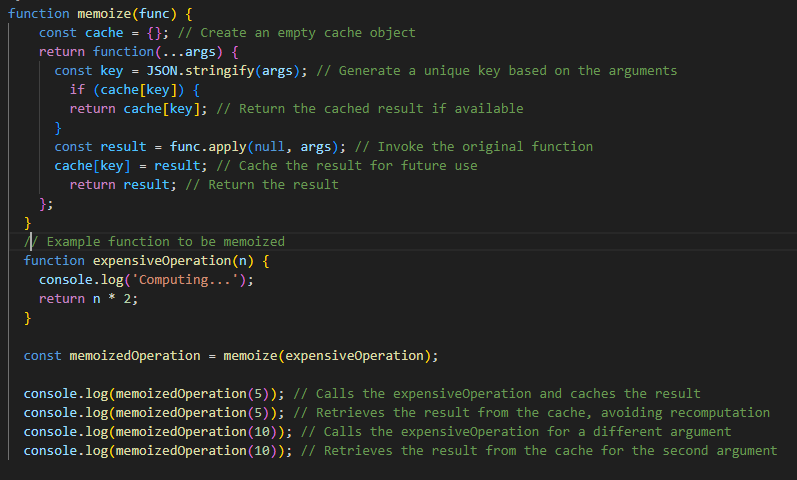 function memoize(func) {
const cache = {}; // Create an empty cache object
return function(...args) {
const key = JSON.stringify(args); // Generate a unique key based on the arguments
if (cache[key]) {
return cache[key]; // Return the cached result if available
}
const result = func.apply(null, args); // Invoke the original function
cache[key] = result; // Cache the result for future use
return result; // Return the result
};
}
// Example function to be memoized
function expensiveOperation(n) {
console.log('Computing...');
return n * 2;
}
const memoizedOperation = memoize(expensiveOperation);
console.log(memoizedOperation(5)); // Calls the expensiveOperation and caches the result
console.log(memoizedOperation(5)); // Retrieves the result from the cache, avoiding recomputation
console.log(memoizedOperation(10)); // Calls the expensiveOperation for a different argument
console.log(memoizedOperation(10)); // Retrieves the result from the cache for the second argument